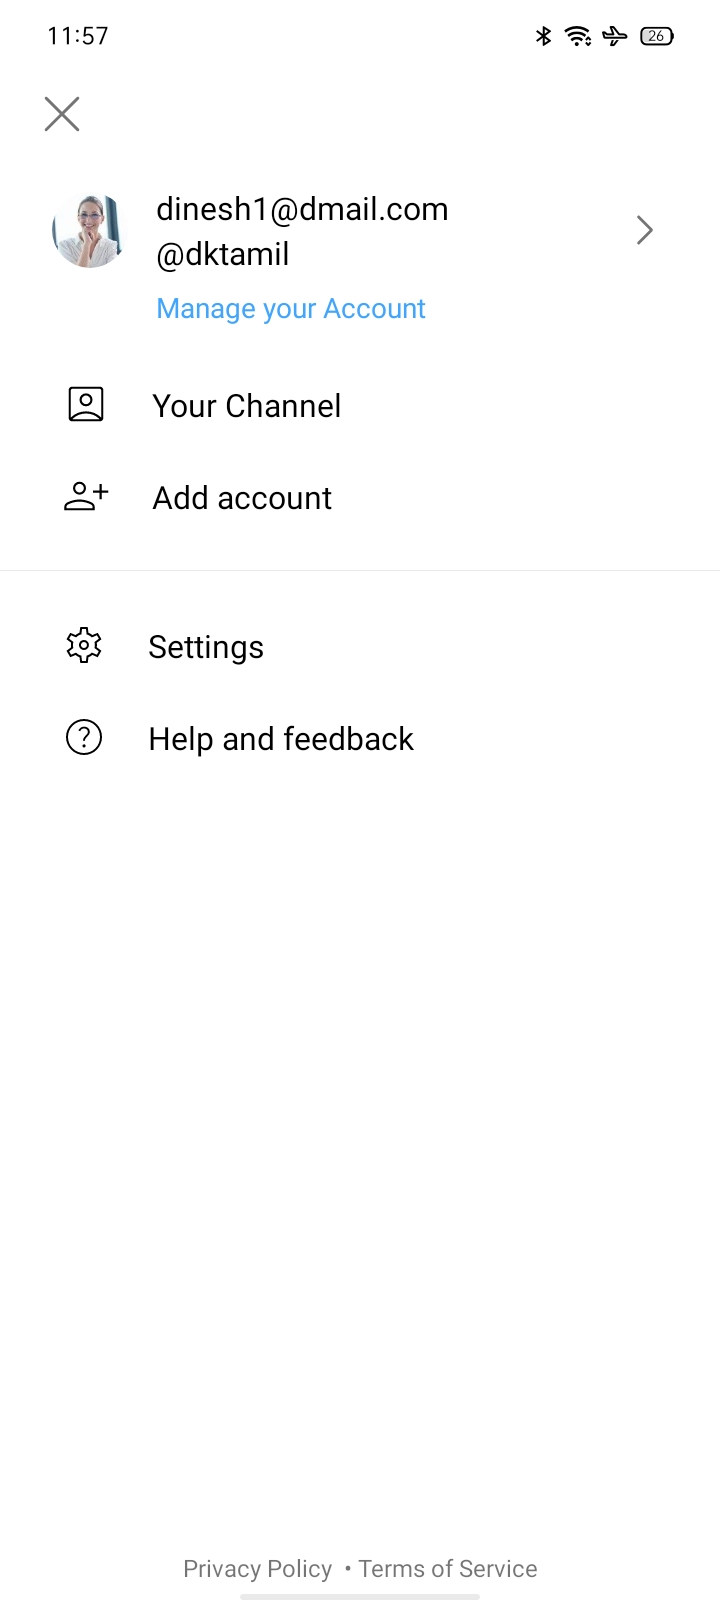 11:57
26
dinesh1@dmail.com
@dktamil
Manage your Account
Your Channel
Add account
Settings
Help and feedback
Privacy Policy • Terms of Service